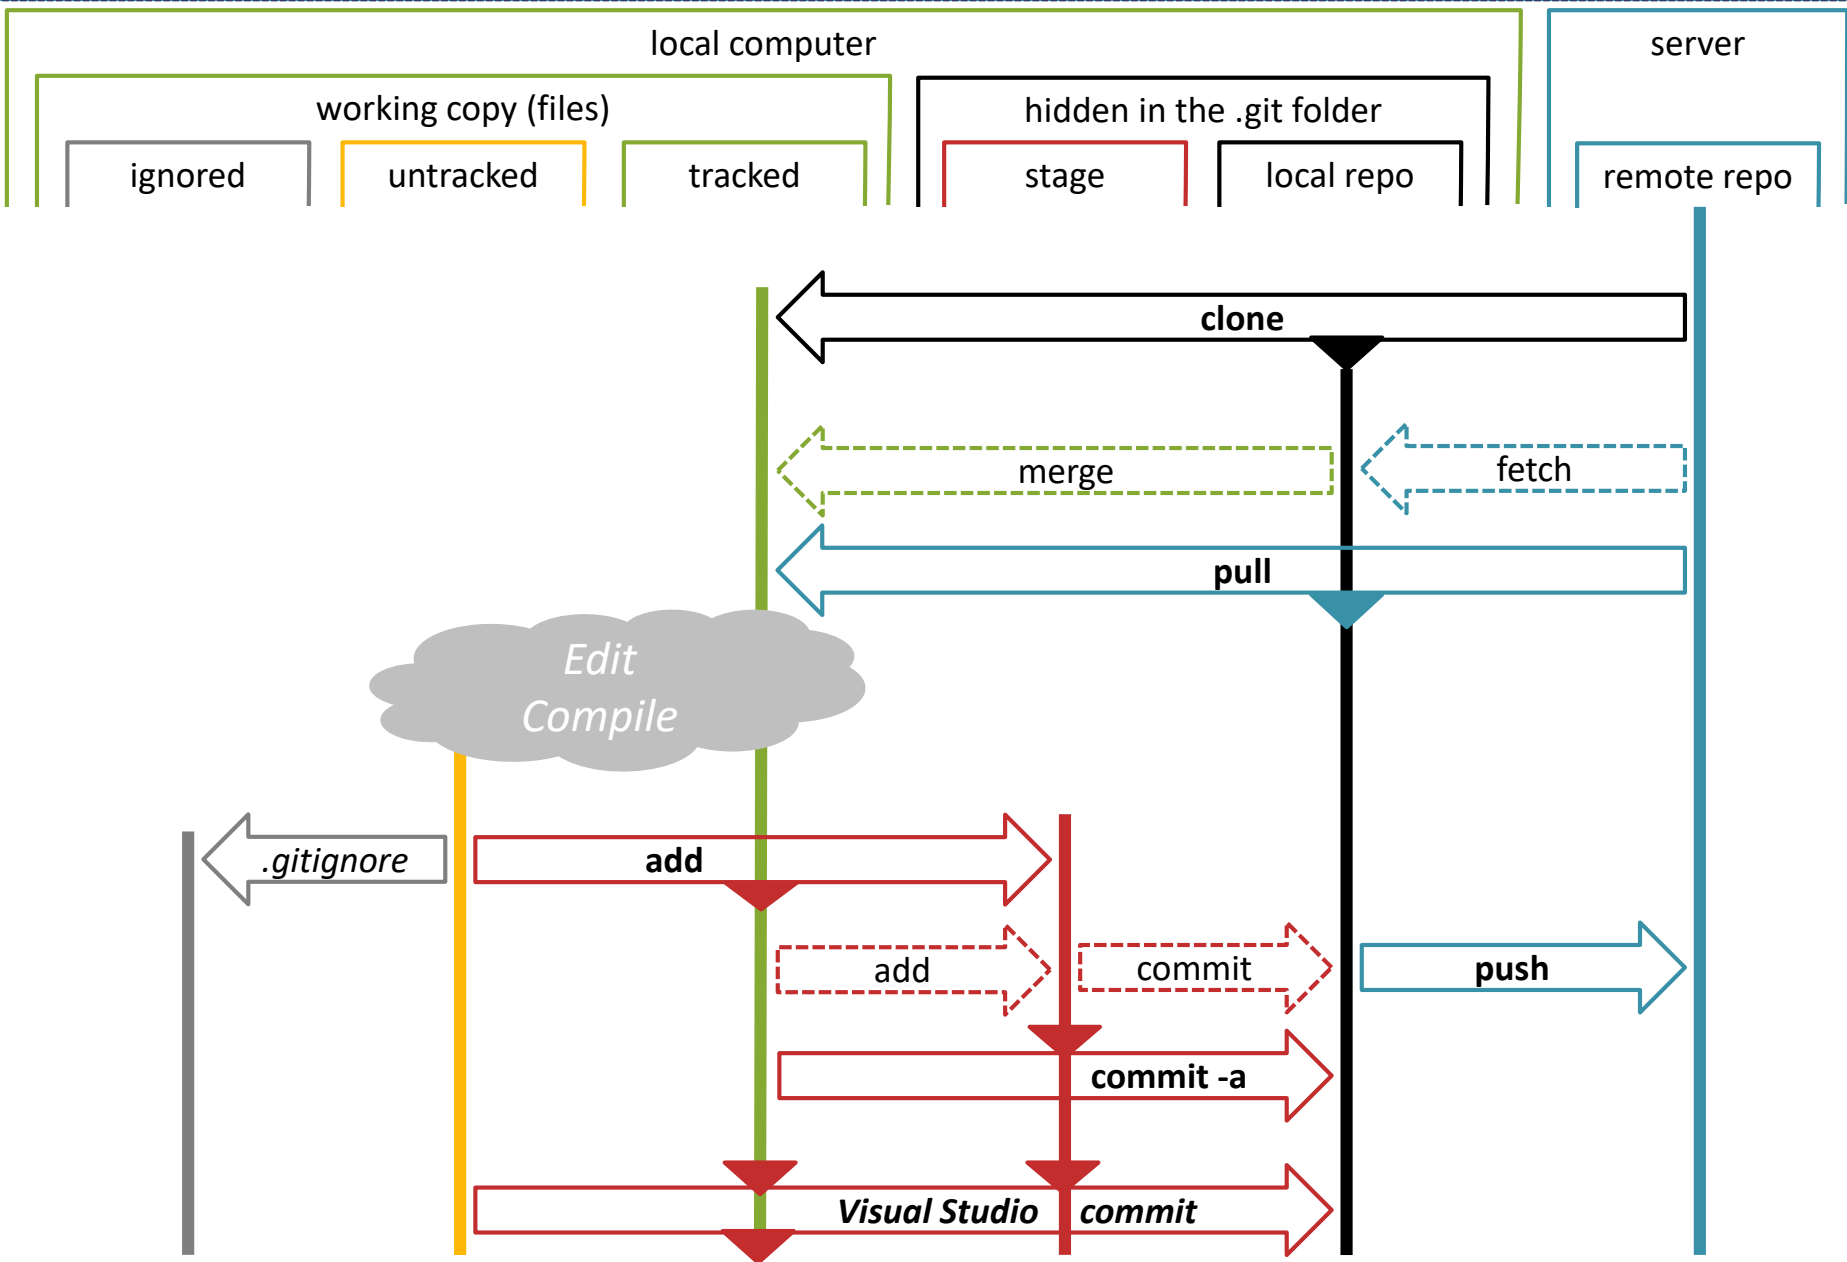 local computer
server
working copy (files)
hidden in the .git folder
ignored
untracked
tracked
stage
local repo
remote repo
clone
merge
fetch
pull
Edit
Compile
.gitignore
add
add
commit
push
commit -a
Visual Studio commit